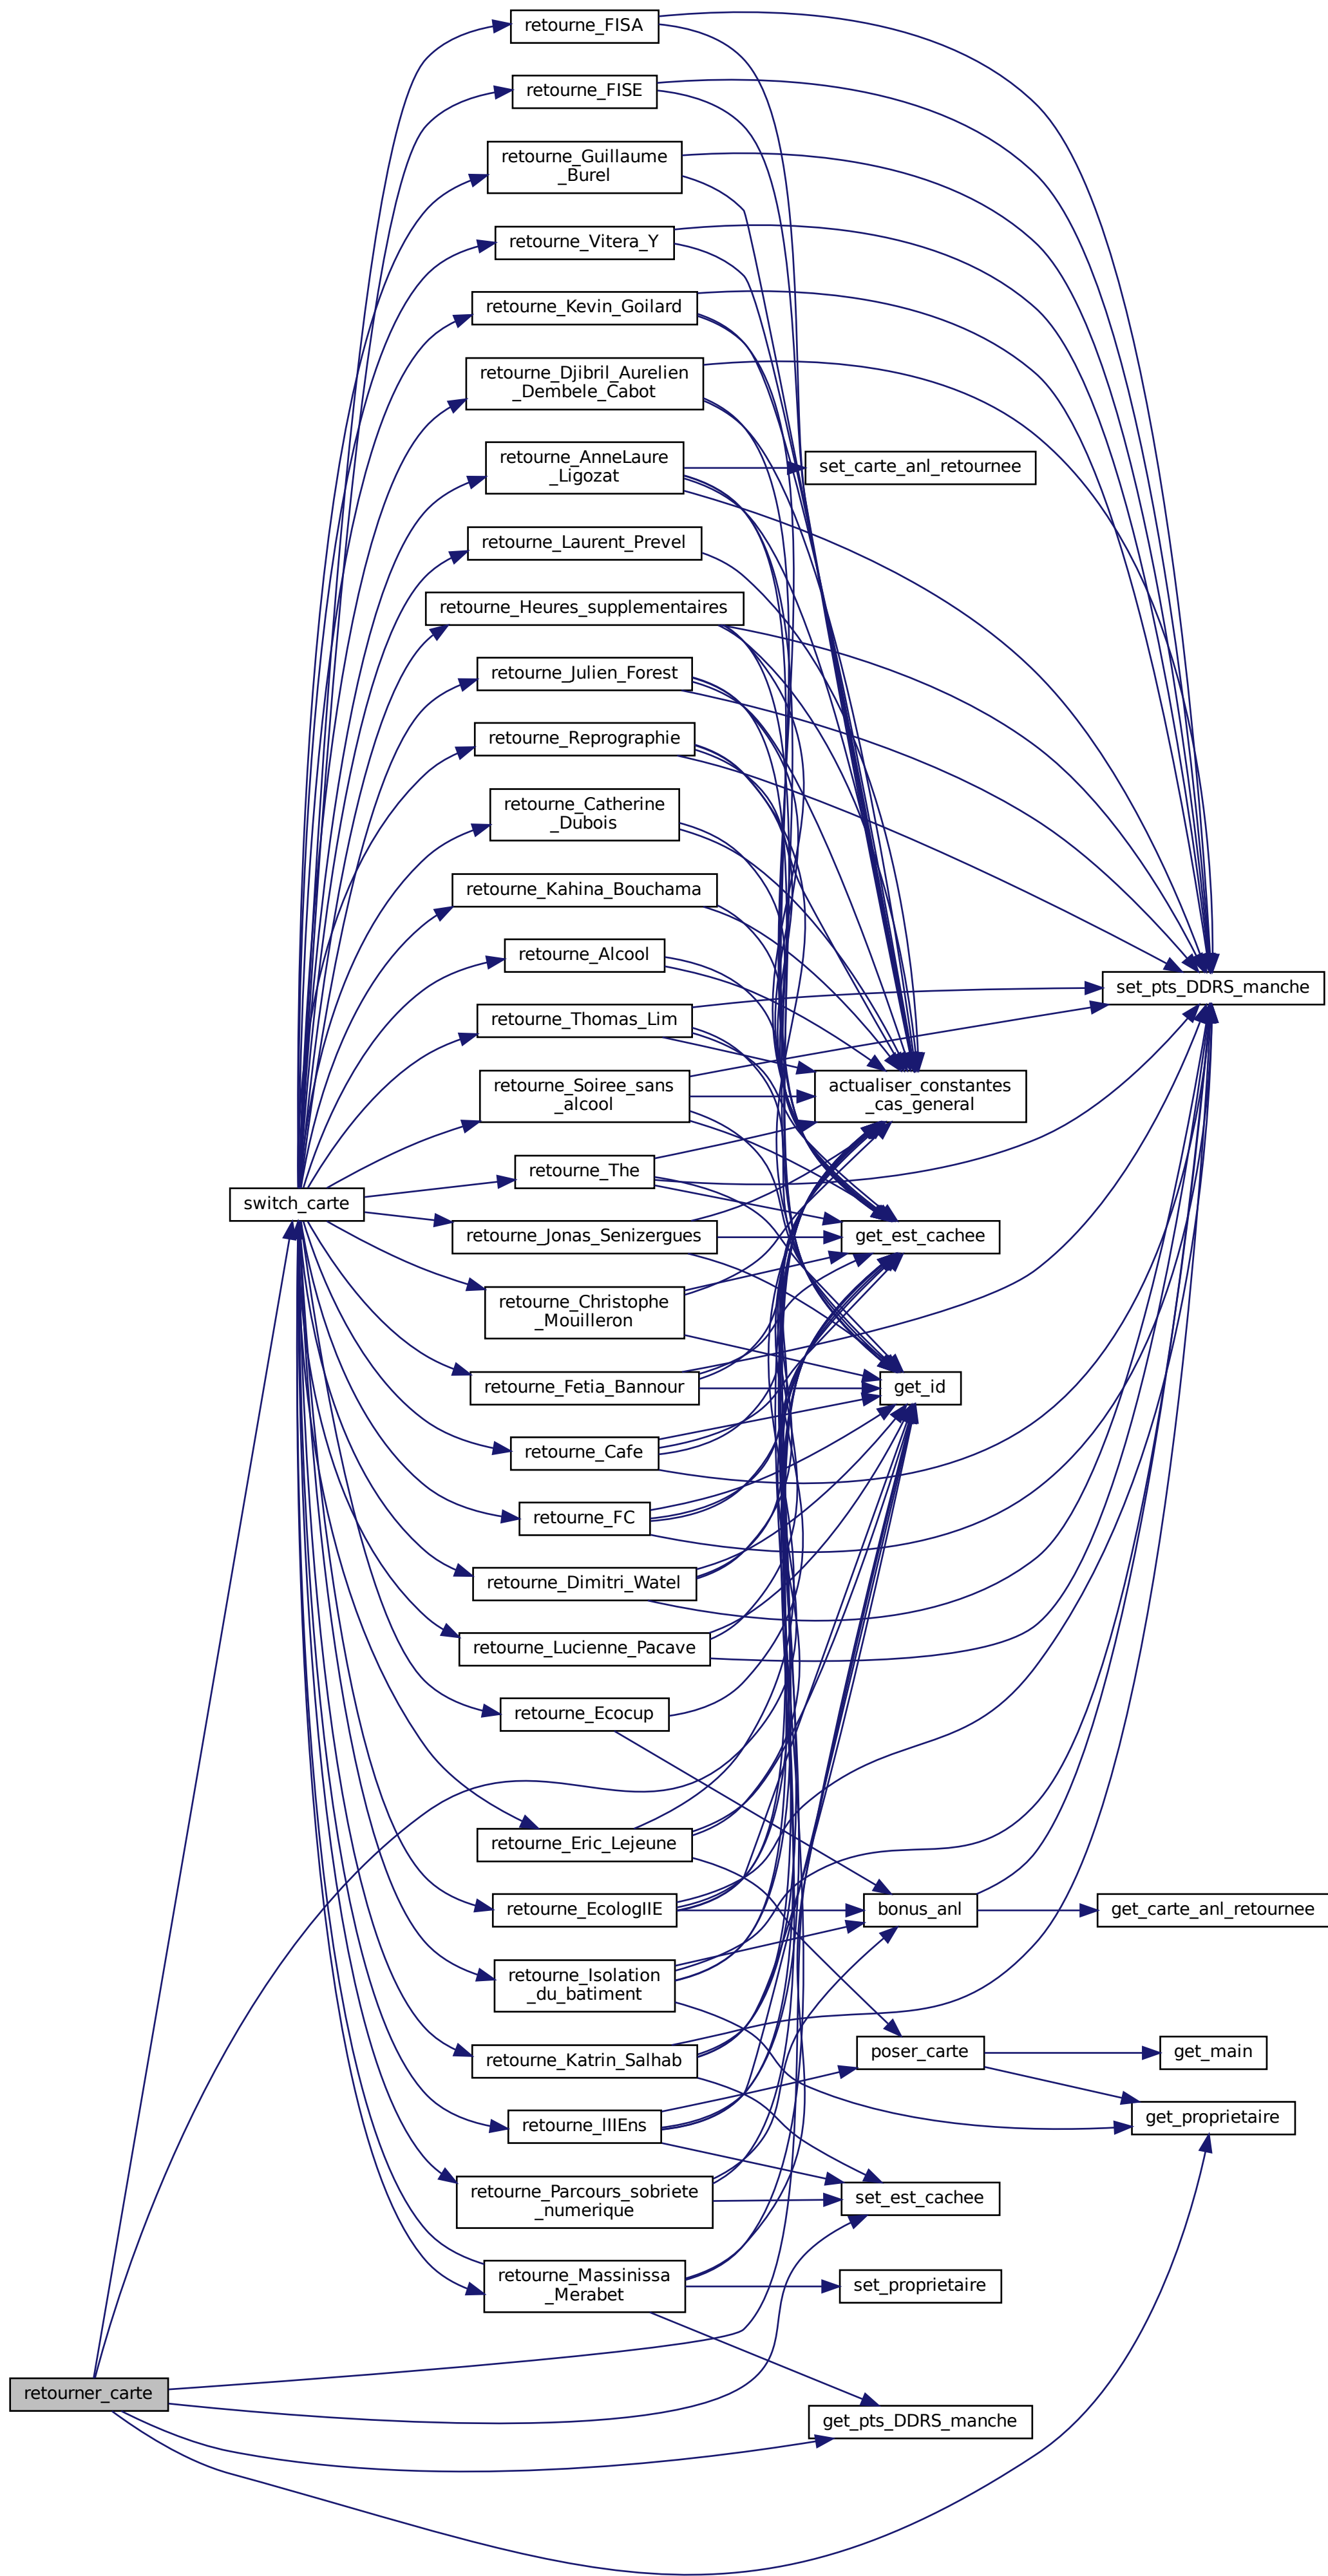 retourne_FISA
retourne_FISE
retourne_Guillaume
_Burel
retourne_Vitera_Y
retourne_Kevin_Goilard
retourne_Djibril_Aurelien
_Dembele_Cabot
retourne_AnneLaure
_Ligozat
set_carte_anl_retournee
retourne_Laurent_Prevel
retourne_Heures_supplementaires
retourne_Julien_Forest
retourne_Reprographie
retourne_Catherine
_Dubois
retourne_Kahina_Bouchama
retourne_Alcool
set_pts_DDRS_manche
retourne_Thomas_Lim
retourne_Soiree_sans
_alcool
actualiser_constantes
_cas_general
retourne_The
switch_carte
retourne_Jonas_Senizergues
get_est_cachee
retourne_Christophe
_Mouilleron
retourne_Fetia_Bannour
get_id
retourne_Cafe
retourne_FC
retourne_Dimitri_Watel
retourne_Lucienne_Pacave
retourne_Ecocup
retourne_Eric_Lejeune
retourne_EcologIIE
bonus_anl
get_carte_anl_retournee
retourne_Isolation
_du_batiment
retourne_Katrin_Salhab
poser_carte
get_main
retourne_lIIEns
get_proprietaire
retourne_Parcours_sobriete
_numerique
set_est_cachee
retourne_Massinissa
_Merabet
set_proprietaire
retourner_carte
get_pts_DDRS_manche